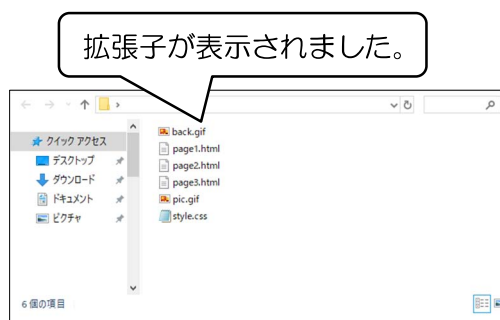 拡張子が表示されました。
クイック アクセス
デスクトップ
ダウンロード
ドキュメント
ピクチャ
back.gif
page1.html
page2.html
page3.html
pic.gif
style.css
6 個の項目